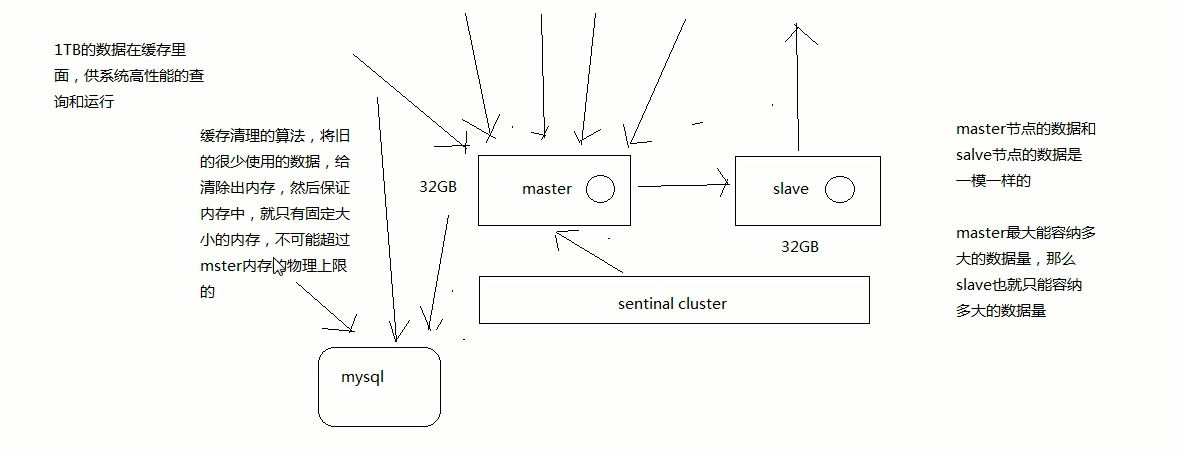 1TB的数据在缓存里
面，供系统高性能的查
询和运行
缓存清理的算法，将旧
的很少使用的数据，给
清除出内存，然后保证
内存中，就只有固定大
小的内存，不可能超过
mster内存的物理上限
的
32GB
master
slave
32GB
sentinal cluster
mysql
master节点的数据和
salve节点的数据是
一模一样的
master最大能容纳多
大的数据量，那么
slave也就只能容纳
多大的数据量